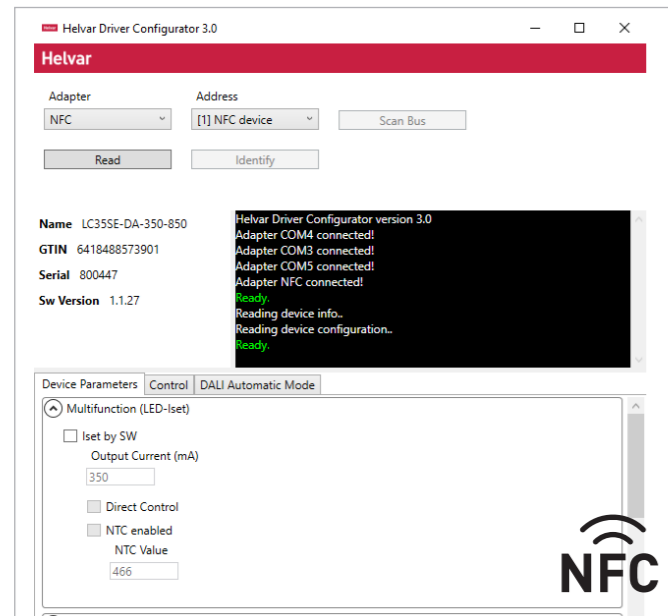 Helvar Helvar Driver Configurator 3.0
Helvar
Adapter Address
NFC [1] NFC device Scan Bus
Read Identify
Name LC35SE-DA-350-850
GTIN 6418488573901
Serial 800447
Sw Version 1.1.27
Helvar Driver Configurator version 3.0
Adapter COM4 connected!
Adapter COM3 connected!
Adapter COM5 connected!
Adapter NFC connected!
Ready.
Reading device info..
Reading device configuration..
Ready.
Device Parameters Control DALI Automatic Mode
Multifunction (LED-Iset)
Iset by SW
Output Current (mA)
350
Direct Control
NTC enabled
NTC Value
466
NFC